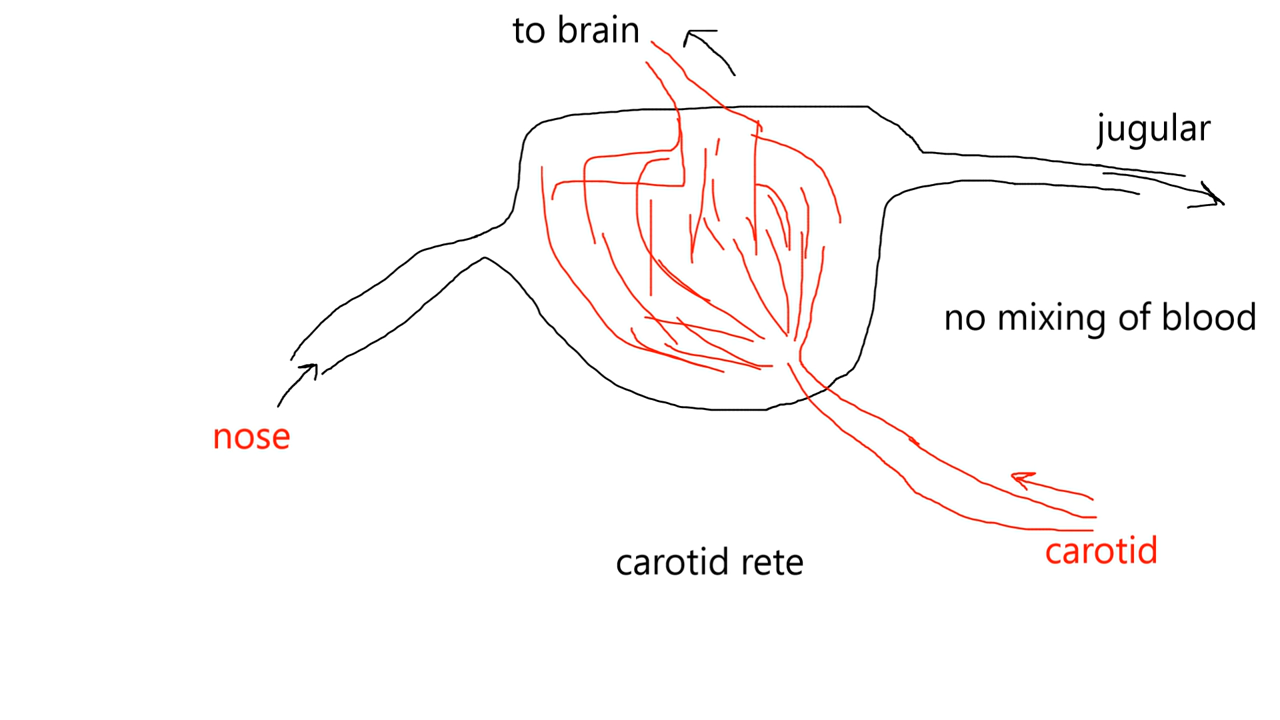 to brain
jugular
no mixing of blood
nose
carotid
carotid rete